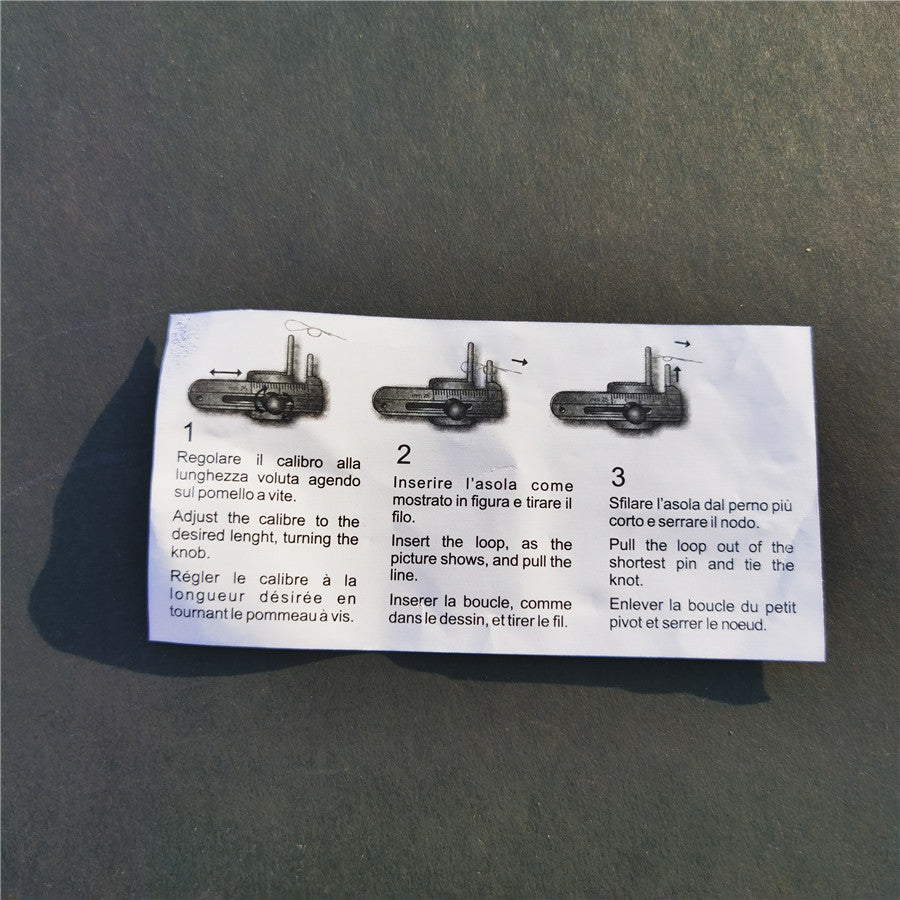 1
Regolare il calibro alla
lunghezza voluta agendo
sul pomello a vite.
Adjust the calibre to the
desired lenght, turning the
knob.
Régler le calibre à la
longueur désirée en
tournant le pommeau à vis.
2
Inserire l'asola come
mostrato in figura e tirare il
filo.
Insert the loop, as the
picture shows, and pull the
line.
Inserer la boucle, comme
dans le dessin, et tirer le fil.
3
Sfilare l'asola dal perno più
corto e serrare il nodo.
Pull the loop out of the
shortest pin and tie the
knot.
Enlever la boucle du petit
pivot et serrer le noeud.